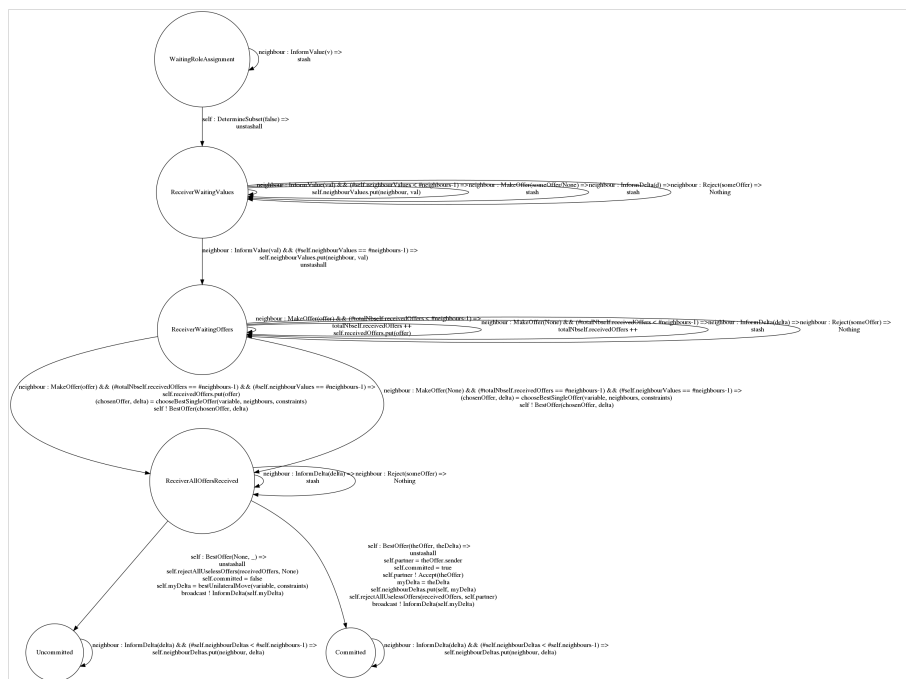 WaitingRoleAssignment
neighbour : InformValue(v) =>
stash
self : DetermineSubset(false) =>
unstashall
ReceiverWaitingValues
neighbour : InformValue(val) && (#self.neighbourValues < #neighbours-1) =>
self.neighbourValues.put(neighbour, val)
neighbour : MakeOffer(someOffer/None) =>
stash
neighbour : InformDelta(d) =>
stash
neighbour : Reject(someOffer) =>
Nothing
neighbour : InformValue(val) && (#self.neighbourValues == #neighbours-1) =>
self.neighbourValues.put(neighbour, val)
unstashall
ReceiverWaitingOffers
neighbour : MakeOffer(offer) && (#totalNbself.receivedOffers < #neighbours-1) =>
totalNbself.receivedOffers ++
self.receivedOffers.put(offer)
neighbour : MakeOffer(None) && (#totalNbself.receivedOffers < #neighbours-1) =>
totalNbself.receivedOffers ++
neighbour : InformDelta(delta) =>
stash
neighbour : Reject(someOffer) =>
Nothing
neighbour : MakeOffer(offer) && (#totalNbself.receivedOffers == #neighbours-1) && (#self.neighbourValues == #neighbours-1) =>
self.receivedOffers.put(offer)
(chosenOffer, delta) = chooseBestSingleOffer(variable, neighbours, constraints)
self ! BestOffer(chosenOffer, delta)
neighbour : MakeOffer(None) && (#totalNbself.receivedOffers == #neighbours-1) && (#self.neighbourValues == #neighbours-1) =>
(chosenOffer, delta) = chooseBestSingleOffer(variable, neighbours, constraints)
self ! BestOffer(chosenOffer, delta)
ReceiverAllOffersReceived
neighbour : InformDelta(delta) =>
stash
neighbour : Reject(someOffer) =>
Nothing
self : BestOffer(None, _) =>
unstashall
self.rejectAllUselessOffers(receivedOffers, None)
self.committed = false
self.myDelta = bestUnilateralMove(variable, constraints)
broadcast ! InformDelta(self.myDelta)
self : BestOffer(theOffer, theDelta) =>
unstashall
self.partner = theOffer.sender
self.committed = true
self.partner ! Accept(theOffer)
myDelta = theDelta
self.neighbourDeltas.put(self, myDelta)
self.rejectAllUselessOffers(receivedOffers, self.partner)
broadcast ! InformDelta(self.myDelta)
Uncommitted
neighbour : InformDelta(delta) && (#self.neighbourDeltas < #self.neighbours-1) =>
self.neighbourDeltas.put(neighbour, delta)
Committed
neighbour : InformDelta(delta) && (#self.neighbourDeltas < #self.neighbours-1) =>
self.neighbourDeltas.put(neighbour, delta)